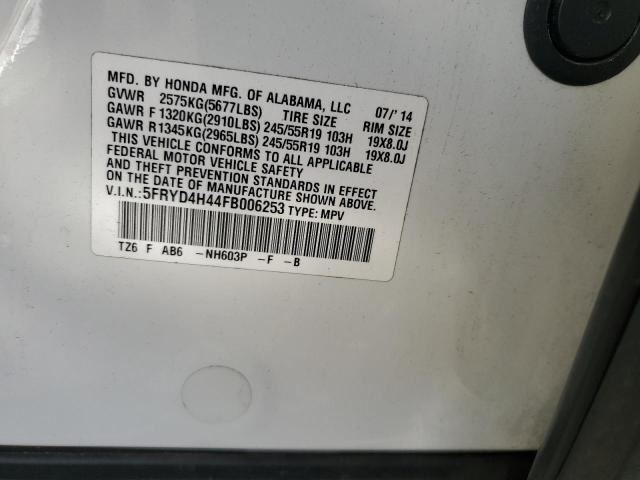 MFD. BY HONDA MFG. OF ALABAMA, LLC 07/'14
GVWR 2575KG(5677LBS) TIRE SIZE RIM SIZE
GAWR F 1320KG(2910LBS) 245/55R19 103H 19X8.0J
GAWR R1345KG(2965LBS) 245/55R19 103H 19X8.0J
THIS VEHICLE CONFORMS TO ALL APPLICABLE
FEDERAL MOTOR VEHICLE SAFETY
AND THEFT PREVENTION STANDARDS IN EFFECT
ON THE DATE OF MANUFACTURE SHOWN ABOVE.
V.I.N.:5FRYD4H44FB006253 TYPE: MPV
TZ6 F AB6 -NH603P -F -B